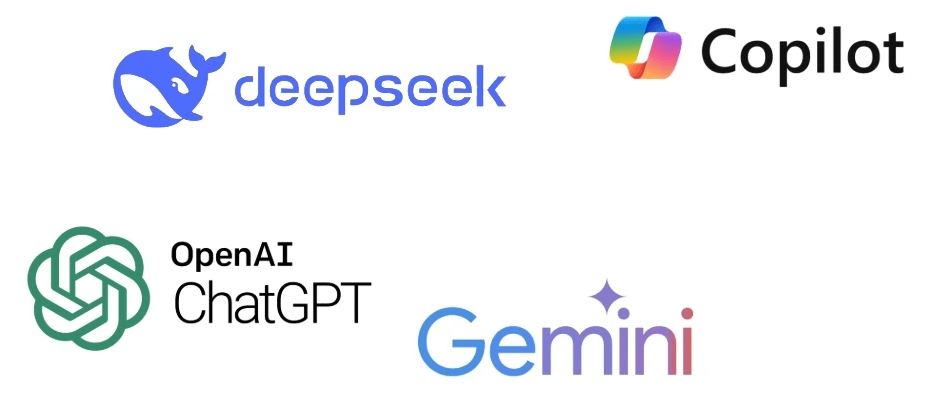 deepseek
Copilot
OpenAI
ChatGPT
Gemini